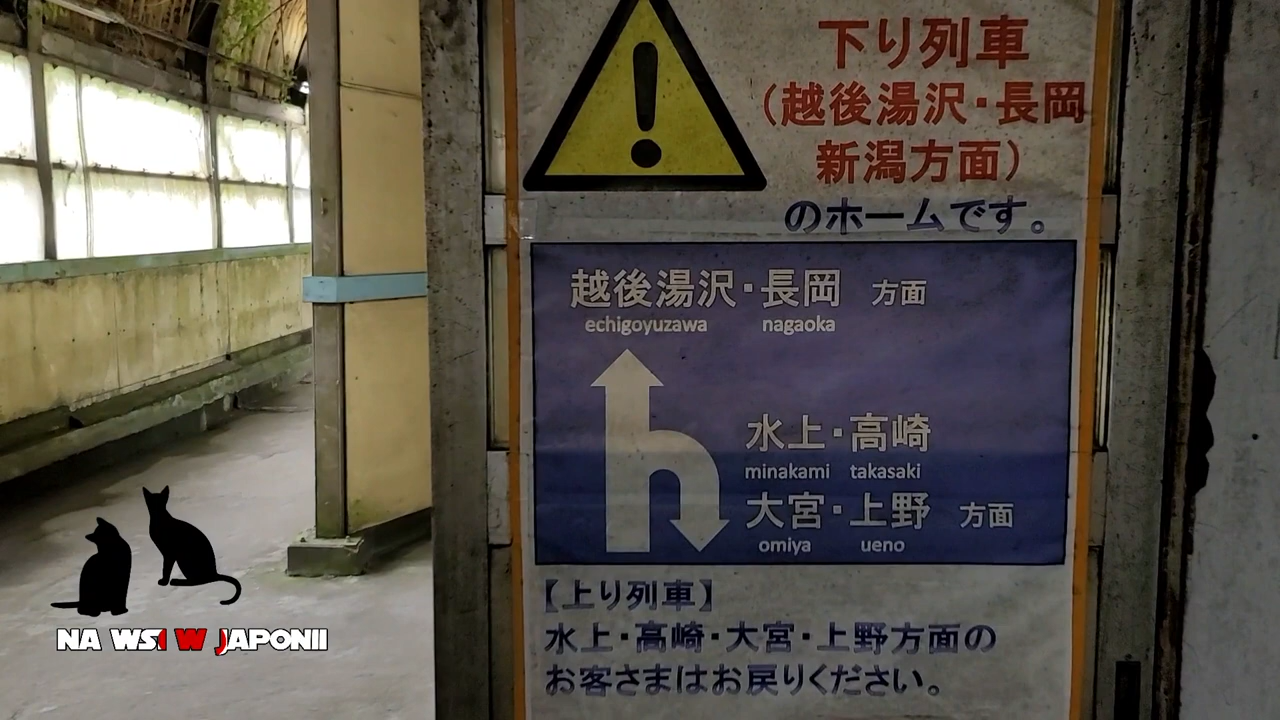 下り列車
（越後湯沢・長岡
新潟方面）
のホームです。
越後湯沢・長岡 方面
echigoyuzawa nagaoka
水上・高崎
minakami takasaki
大宮・上野 方面
omiya ueno
【上り列車】
水上・高崎・大宮・上野方面の
お客さまはお戻りください。
NA WSI W JAPONII